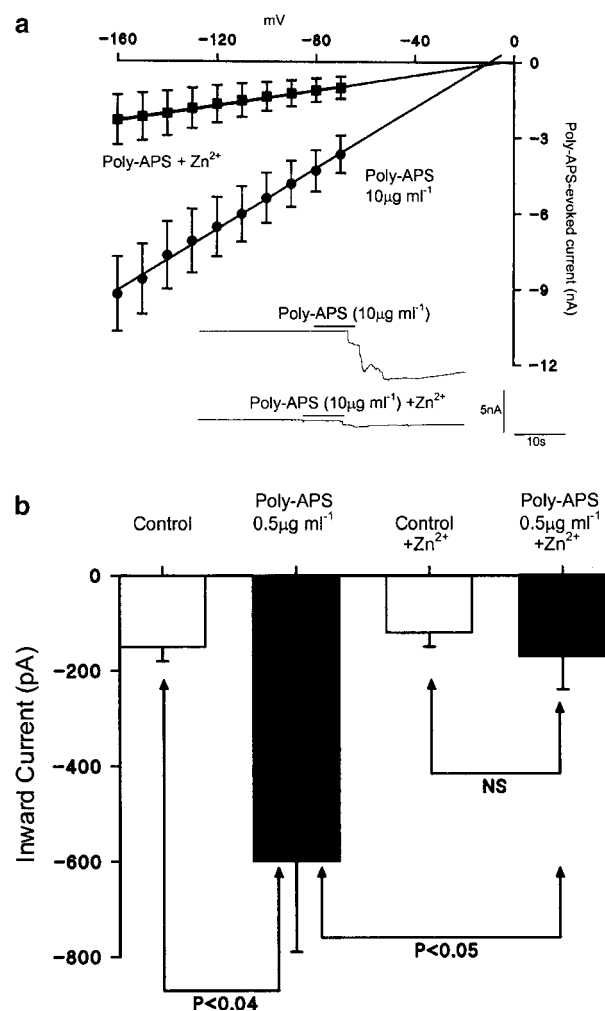 a
mV
-160
-120
-80
-40
0
0
-3
-6
-9
-12
Poly-APS-evoked current (nA)
Poly-APS + Zn²⁺
Poly-APS
10μg ml⁻¹
Poly-APS (10μg ml⁻¹)
Poly-APS (10μg ml⁻¹) +Zn²⁺
5nA
10s
b
Control
Poly-APS
0.5μg ml⁻¹
Control
+Zn²⁺
Poly-APS
0.5μg ml⁻¹
+Zn²⁺
0
-200
-400
-600
-800
Inward Current (pA)
NS
P<0.05
P<0.04